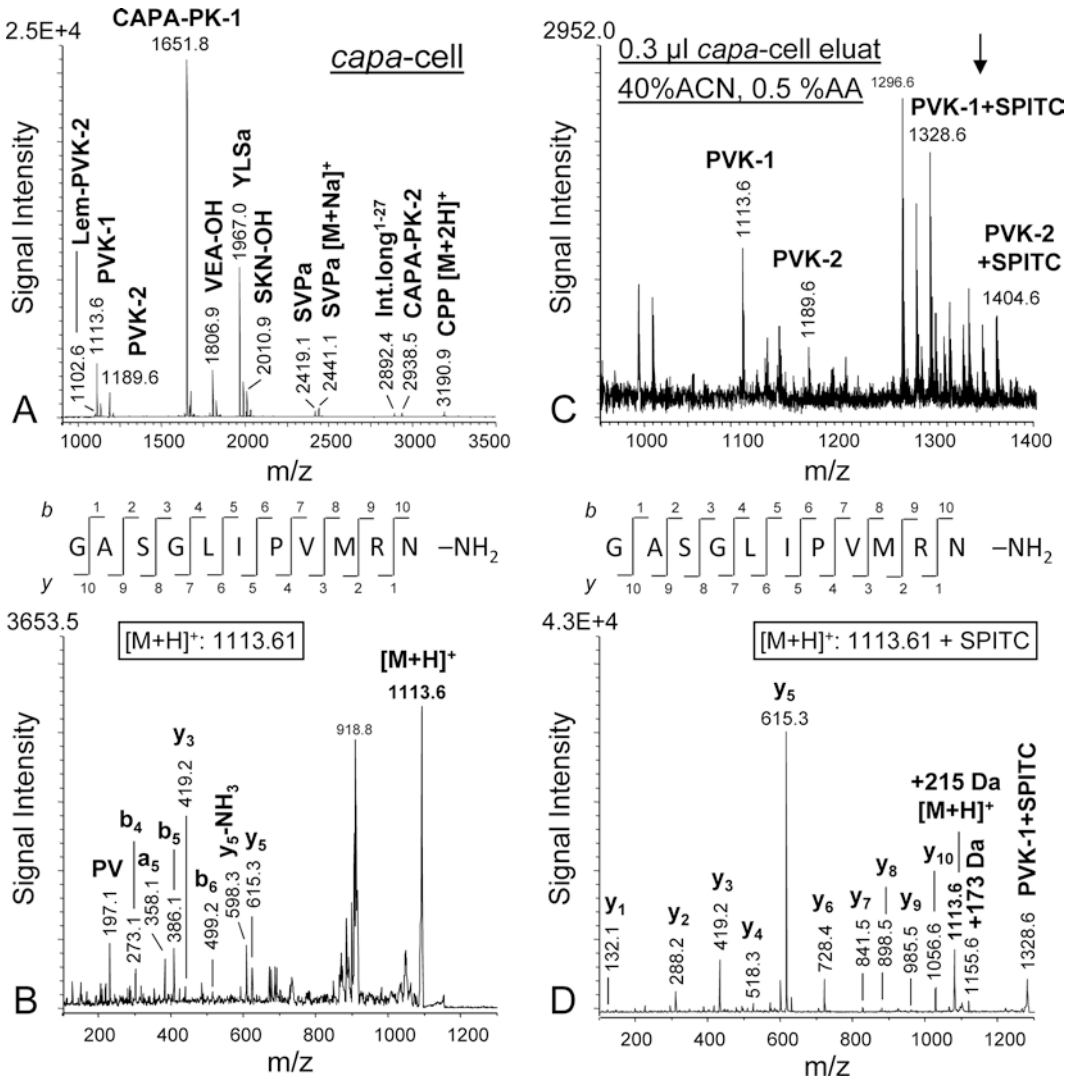 2.5E+4
CAPA-PK-1
1651.8
capa-cell
Lem-PVK-2
1102.6
PVK-1
1113.6
PVK-2
1189.6
VEA-OH
1806.9
YLSa
1967.0
SKN-OH
2010.9
SVPa
2419.1
SVPa [M+Na]+
2441.1
Int.long1-27
2892.4
CAPA-PK-2
2938.5
CPP [M+2H]+
3190.9
Signal Intensity
A
1000 1500 2000 2500 3000 3500
m/z
2952.0
0.3 µl capa-cell eluat
40%ACN, 0.5 %AA
1296.6
PVK-1+SPITC
1328.6
PVK-1
1113.6
PVK-2
1189.6
PVK-2
+SPITC
1404.6
Signal Intensity
C
1000 1100 1200 1300 1400
m/z
b 1 2 3 4 5 6 7 8 9 10
G A S G L I P V M R N –NH2
y 10 9 8 7 6 5 4 3 2 1
1 2 3 4 5 6 7 8 9 10
b
G A S G L I P V M R N –NH2
y 10 9 8 7 6 5 4 3 2 1
3653.5
[M+H]+: 1113.61
[M+H]+
1113.6
918.8
PV
197.1
b4
273.1
a5
358.1
b5
386.1
y3
419.2
b6
499.2
y5-NH3
598.3
y5
615.3
Signal Intensity
B
200 400 600 800 1000
m/z
4.3E+4
[M+H]+: 1113.61 + SPITC
y5
615.3
y1
132.1
y2
288.2
y3
419.2
y4
518.3
y6
728.4
y7
841.5
y8
898.5
y9
985.5
y10
1056.6
+215 Da
[M+H]+
1113.6
+173 Da
1155.6
PVK-1+SPITC
1328.6
Signal Intensity
D
200 400 600 800 1000 1200
m/z